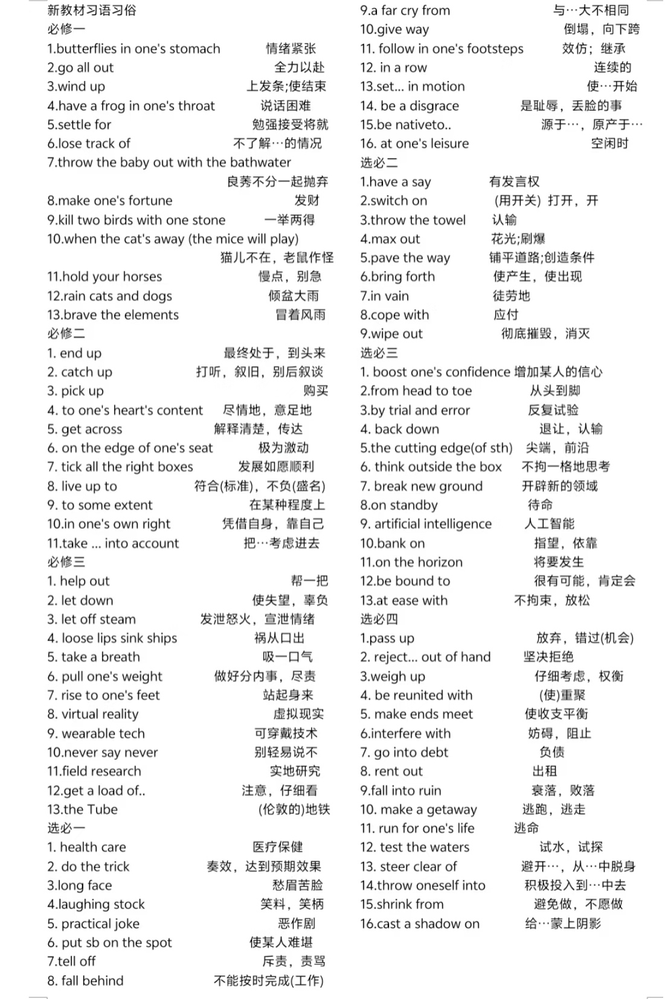 新教材习语习俗
必修一
1.butterflies in one's stomach 情绪紧张
2.go all out 全力以赴
3.wind up 上发条;使结束
4.have a frog in one's throat 说话困难
5.settle for 勉强接受将就
6.lose track of 不了解…的情况
7.throw the baby out with the bathwater
良莠不分一起抛弃
8.make one's fortune 发财
9.kill two birds with one stone 一举两得
10.when the cat's away (the mice will play)
猫儿不在，老鼠作怪
11.hold your horses 慢点，别急
12.rain cats and dogs 倾盆大雨
13.brave the elements 冒着风雨
必修二
1. end up 最终处于，到头来
2. catch up 打听，叙旧，别后叙谈
3. pick up 购买
4. to one's heart's content 尽情地，意足地
5. get across 解释清楚，传达
6. on the edge of one's seat 极为激动
7. tick all the right boxes 发展如愿顺利
8. live up to 符合(标准)，不负(盛名)
9. to some extent 在某种程度上
10.in one's own right 凭借自身，靠自己
11.take ... into account 把…考虑进去
必修三
1. help out 帮一把
2. let down 使失望，辜负
3. let off steam 发泄怒火，宣泄情绪
4. loose lips sink ships 祸从口出
5. take a breath 吸一口气
6. pull one's weight 做好分内事，尽责
7. rise to one's feet 站起身来
8. virtual reality 虚拟现实
9. wearable tech 可穿戴技术
10.never say never 别轻易说不
11.field research 实地研究
12.get a load of.. 注意，仔细看
13.the Tube (伦敦的)地铁
选必一
1. health care 医疗保健
2. do the trick 奏效，达到预期效果
3.long face 愁眉苦脸
4.laughing stock 笑料，笑柄
5. practical joke 恶作剧
6. put sb on the spot 使某人难堪
7.tell off 斥责，责骂
8. fall behind 不能按时完成(工作)
9.a far cry from 与…大不相同
10.give way 倒塌，向下跨
11. follow in one's footsteps 效仿；继承
12. in a row 连续的
13.set... in motion 使…开始
14. be a disgrace 是耻辱，丢脸的事
15.be nativeto.. 源于…，原产于…
16. at one's leisure 空闲时
选必二
1.have a say 有发言权
2.switch on (用开关）打开，开
3.throw the towel 认输
4.max out 花光;刷爆
5.pave the way 铺平道路;创造条件
6.bring forth 使产生，使出现
7.in vain 徒劳地
8.cope with 应付
9.wipe out 彻底摧毁，消灭
选必三
1. boost one's confidence 增加某人的信心
2.from head to toe 从头到脚
3.by trial and error 反复试验
4. back down 退让，认输
5.the cutting edge(of sth) 尖端，前沿
6. think outside the box 不拘一格地思考
7. break new ground 开辟新的领域
8.on standby 待命
9. artificial intelligence 人工智能
10.bank on 指望，依靠
11.on the horizon 将要发生
12.be bound to 很有可能，肯定会
13.at ease with 不拘束，放松
选必四
1.pass up 放弃，错过(机会)
2. reject... out of hand 坚决拒绝
3.weigh up 仔细考虑，权衡
4. be reunited with (使)重聚
5. make ends meet 使收支平衡
6.interfere with 妨碍，阻止
7. go into debt 负债
8. rent out 出租
9.fall into ruin 衰落，败落
10. make a getaway 逃跑，逃走
11. run for one's life 逃命
12. test the waters 试水，试探
13. steer clear of 避开…，从…中脱身
14.throw oneself into 积极投入到…中去
15.shrink from 避免做，不愿做
16.cast a shadow on 给…蒙上阴影